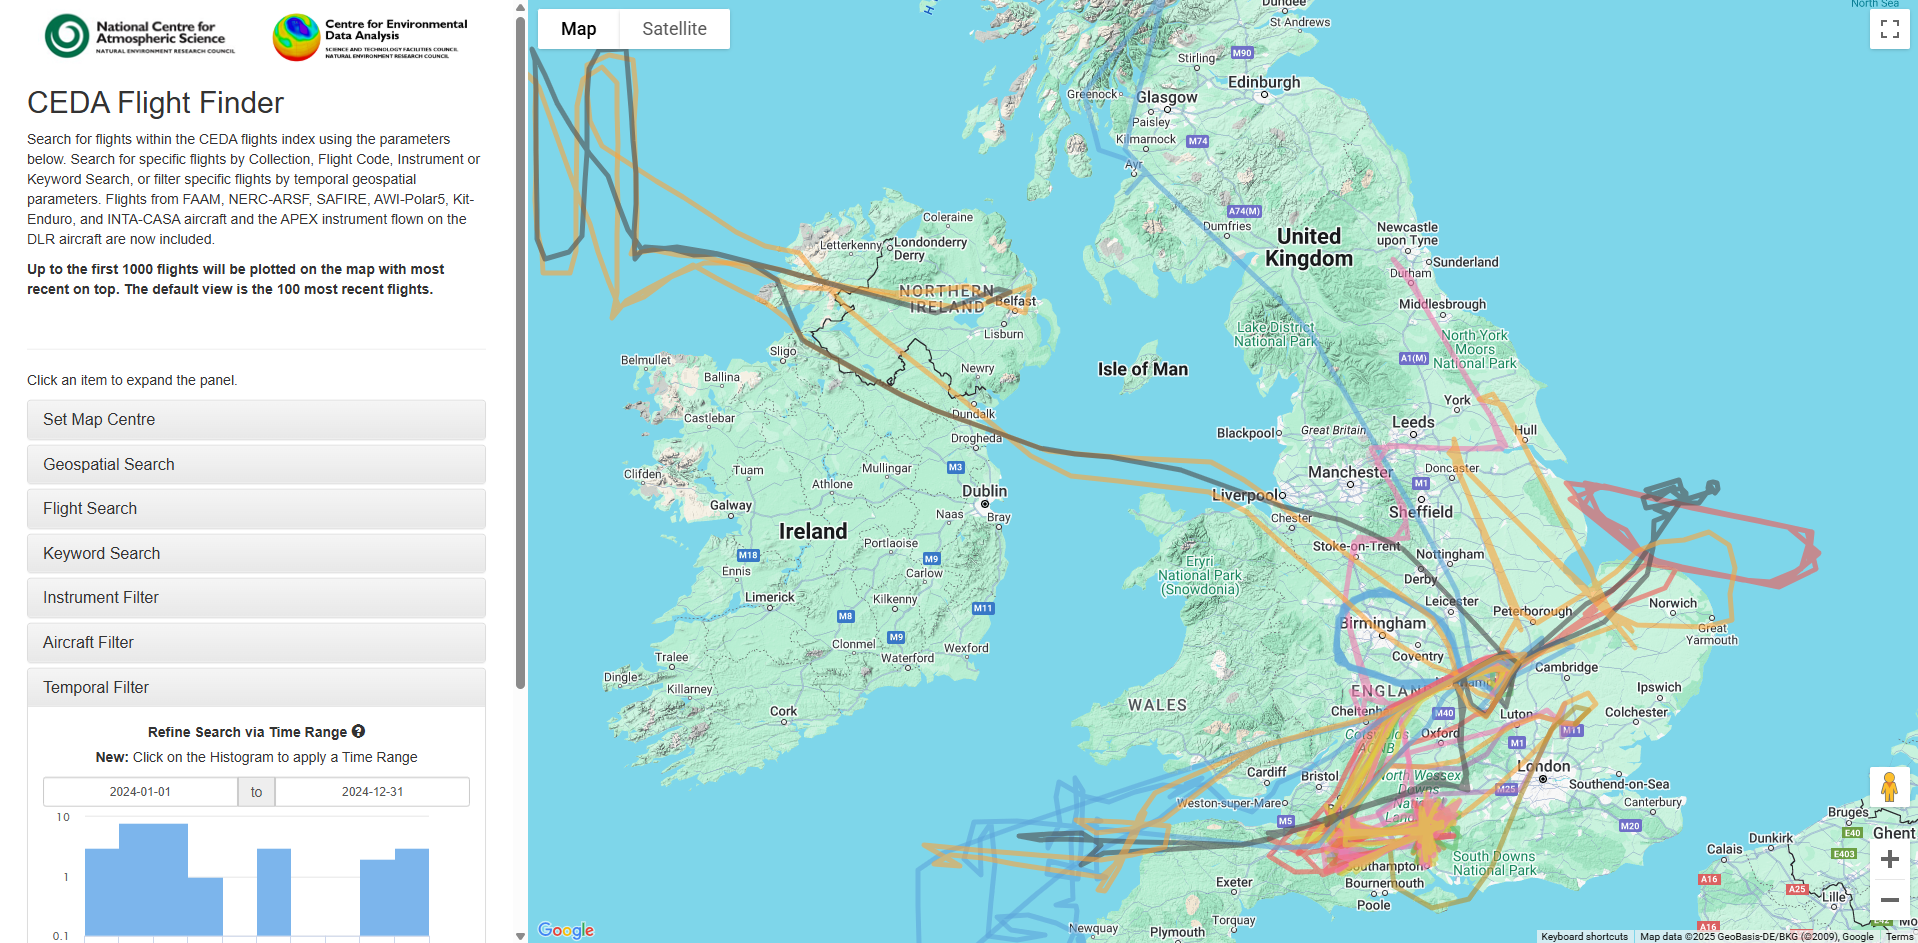 National Centre for
Atmospheric Science
NATURAL ENVIRONMENT RESEARCH COUNCIL
Centre for Environmental
Data Analysis
SCIENCE AND TECHNOLOGY FACILITIES COUNCIL
NATURAL ENVIRONMENT RESEARCH COUNCIL
CEDA Flight Finder
Search for flights within the CEDA flights index using the parameters
below. Search for specific flights by Collection, Flight Code, Instrument or
Keyword Search, or filter specific flights by temporal geospatial
parameters. Flights from FAAM, NERC-ARSF, SAFIRE, AWI-Polar5, Kit-
Enduro, and INTA-CASA aircraft and the APEX instrument flown on the
DLR aircraft are now included.
Up to the first 1000 flights will be plotted on the map with most
recent on top. The default view is the 100 most recent flights.
Click an item to expand the panel.
Set Map Centre
Geospatial Search
Flight Search
Keyword Search
Instrument Filter
Aircraft Filter
Temporal Filter
Refine Search via Time Range
New: Click on the Histogram to apply a Time Range
2024-01-01 to 2024-12-31
10
1
0.1
Map Satellite
North Sea
Dundee
St Andrews
M90
Stirling
Edinburgh
Greenock
Glasgow
Paisley
Kilmarnock
M74
Ayr
A74(M)
Dumfries
United
Kingdom
Newcastle
upon Tyne
Sunderland
Durham
Coleraine
Letterkenny
Londonderry
Derry
NORTHERN
IRELAND
Belfast
Lisburn
Middlesbrough
Lake District
National Park
North York
Moors
National Park
A1(M)
Sligo
Belmullet
Ballina
Newry
Isle of Man
Castlebar
Dundalk
York
Leeds
Drogheda
Blackpool
Great Britain
Hull
Clifden
Tuam
Mullingar
M3
Manchester
Doncaster
M1
Athlone
Dublin
Liverpool
Galway
Naas
Bray
Chester
Sheffield
Ireland
Stoke-on-Trent
Nottingham
M18
Portlaoise
M9
Ennis
Carlow
Eryri
National Park
(Snowdonia)
Derby
Limerick
Kilkenny
M11
Leicester
Peterborough
Norwich
M8
Birmingham
Great
Yarmouth
Clonmel
M9
Wexford
Tralee
Waterford
Coventry
Cambridge
Dingle
Killarney
ENGLAND
Ipswich
WALES
Cork
M40
Luton
Colchester
Cotswolds
AONB
Oxford
M11
M1
London
Cardiff
Bristol
North Wessex
Downs
M25
Southend-on-Sea
Weston-super-Mare
Canterbury
M5
M20
Bruges
E40
Ghent
Dunkirk
Calais
E403
Southampton
South Downs
National Park
Exeter
Bournemouth
A16
A25
Lille
Poole
Torquay
Newquay
Plymouth
A16
Google
Keyboard shortcuts
Map data ©2025 GeoBasis-DE/BKG (©2009), Google
Terms